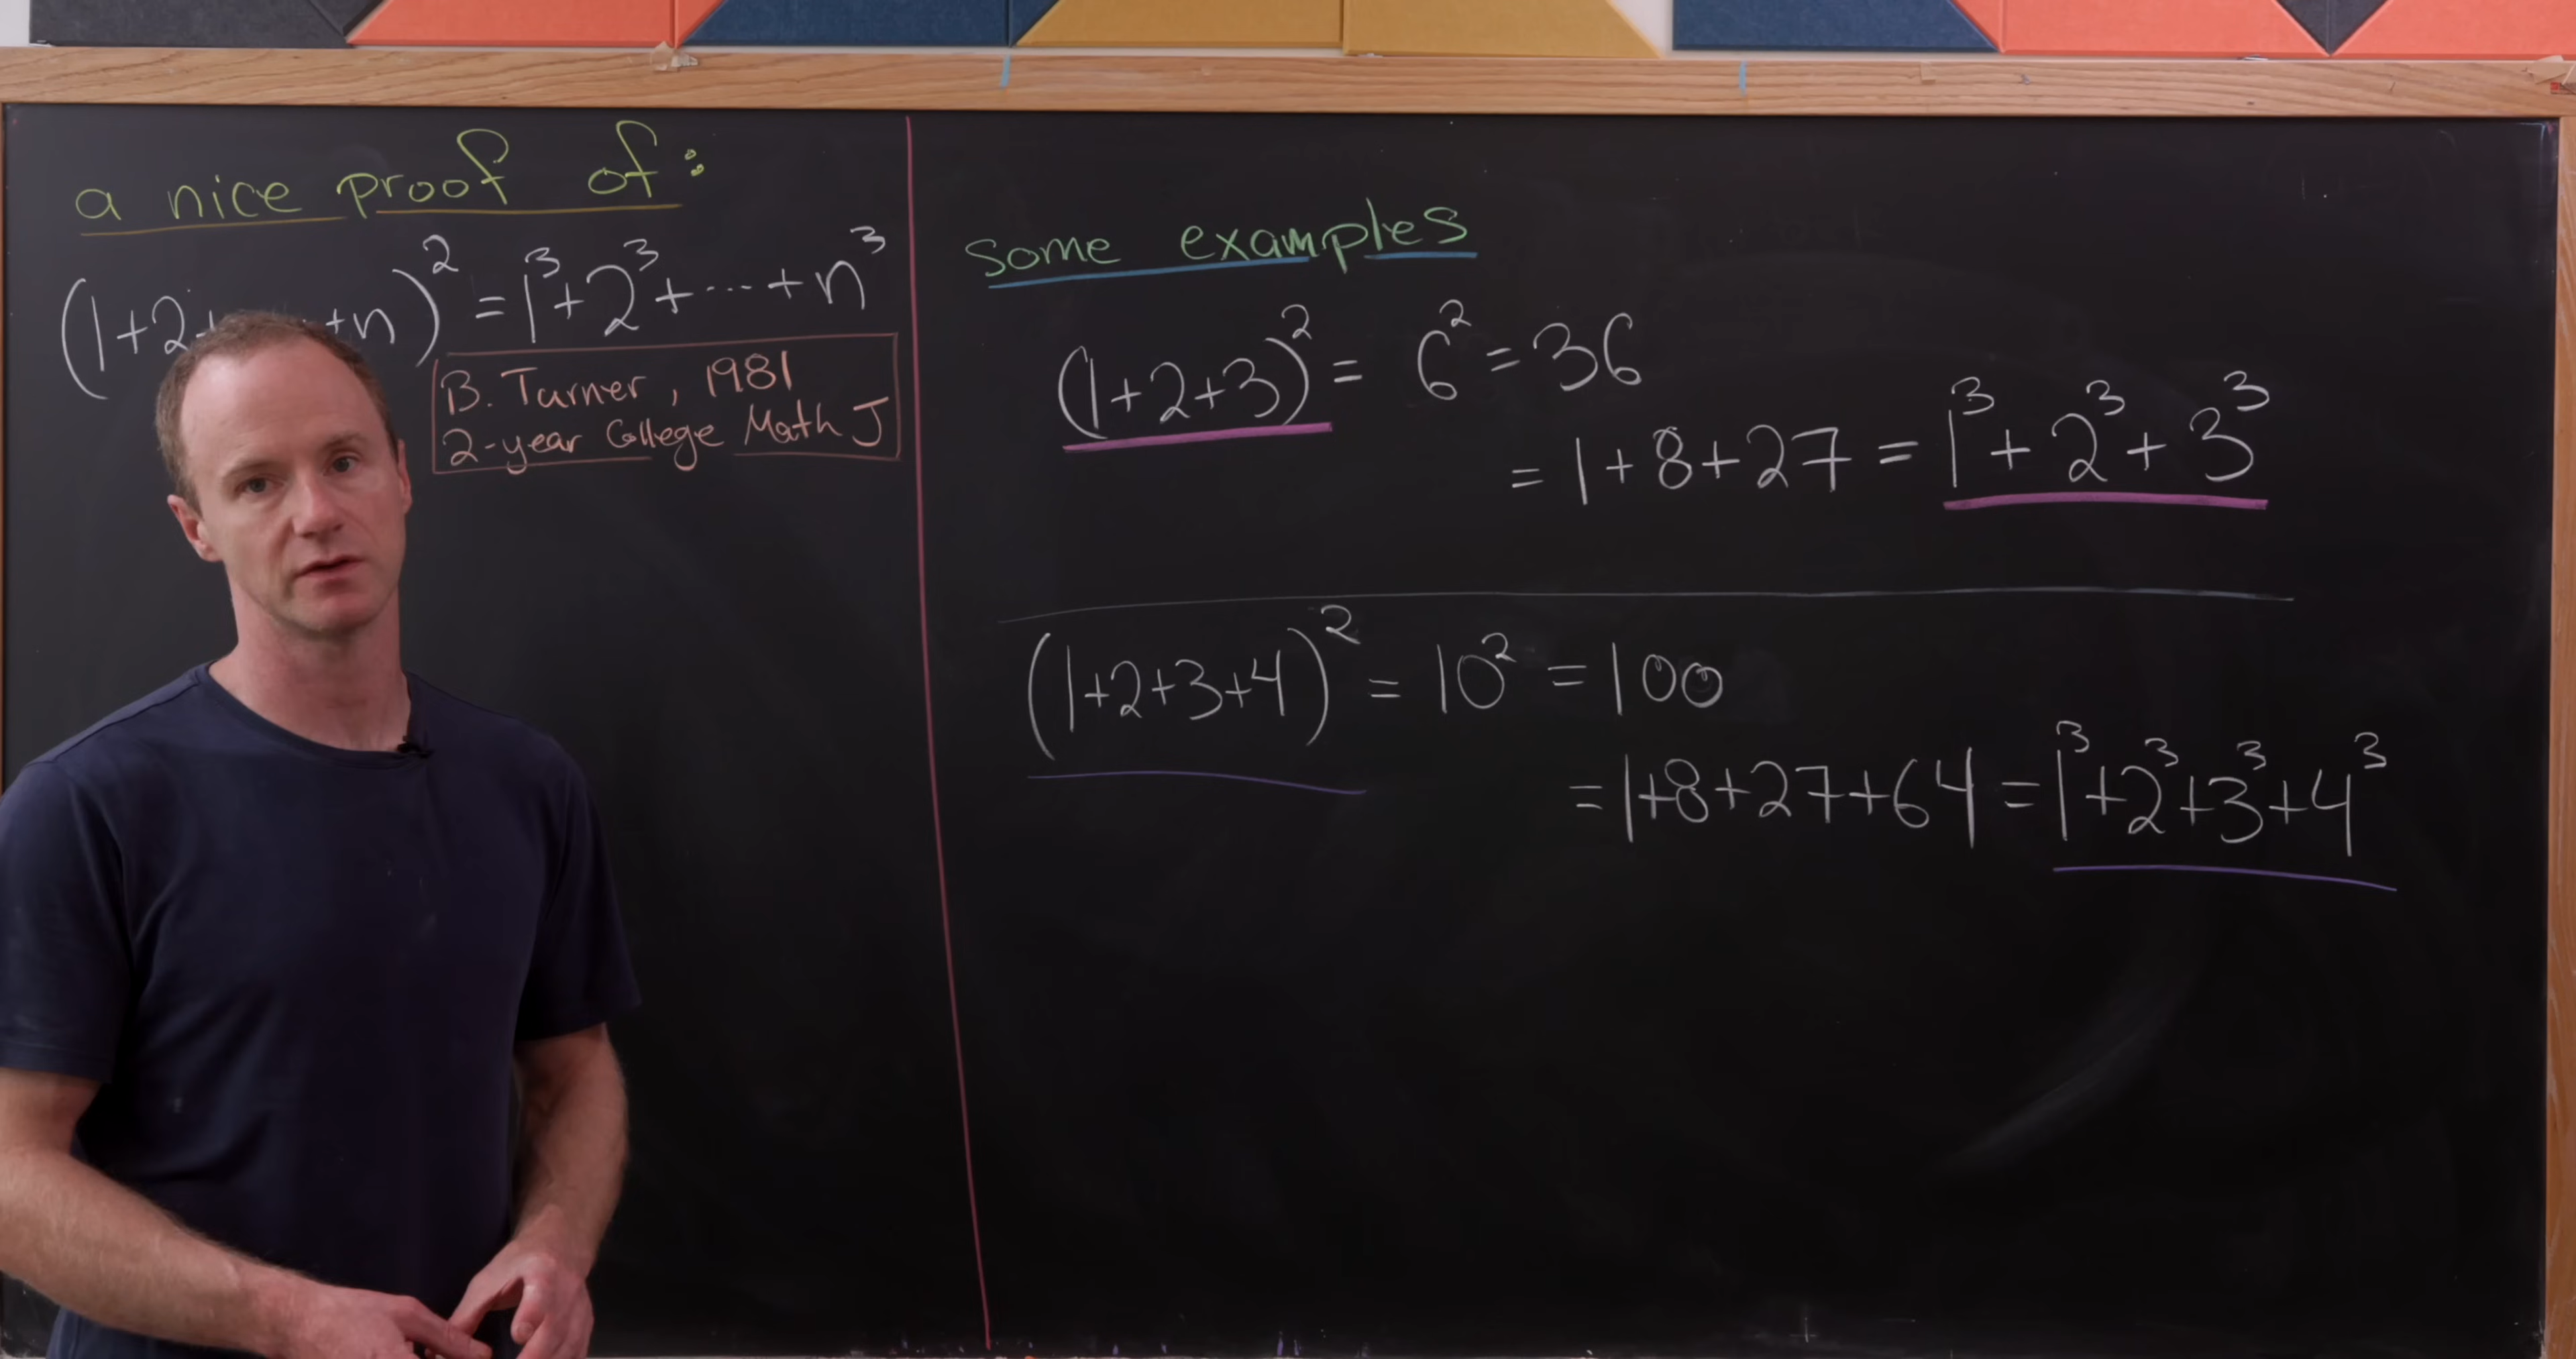 a nice proof of:
(1+2+ +n)² = 1³+2³+⋯+n³
B. Turner, 1981
2-year College Math J
some examples
(1+2+3)² = 6² = 36
= 1+8+27 = 1³+2³+3³
(1+2+3+4)² = 10² = 100
= 1+8+27+64 = 1³+2³+3³+4³